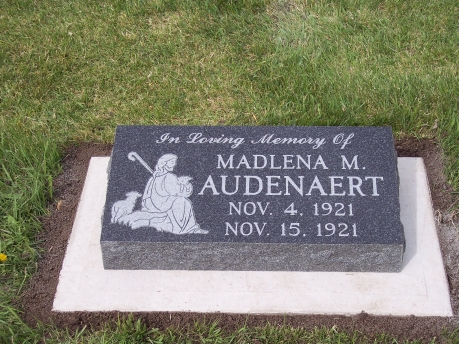 In Loving Memory Of
MADLENA M.
AUDENAERT
NOV. 4, 1921
NOV. 15, 1921